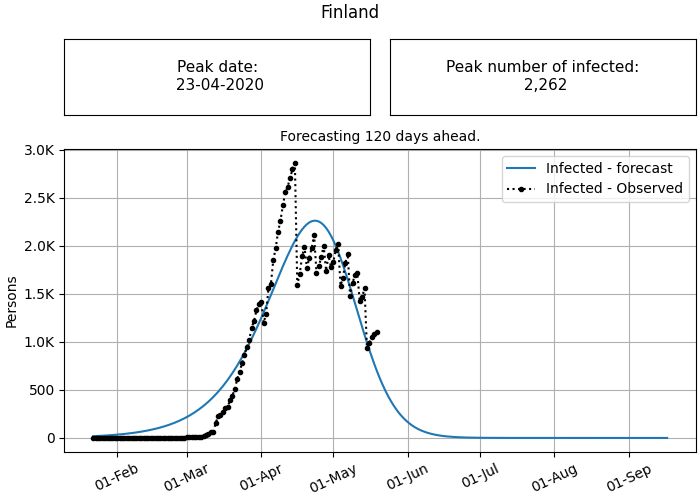 Finland
Peak date:
23-04-2020
Peak number of infected:
2,262
Forecasting 120 days ahead.
3.0K
2.5K
2.0K
1.5K
1.0K
500
0
Persons
Infected - forecast
Infected - Observed
01-Feb
01-Mar
01-Apr
01-May
01-Jun
01-Jul
01-Aug
01-Sep